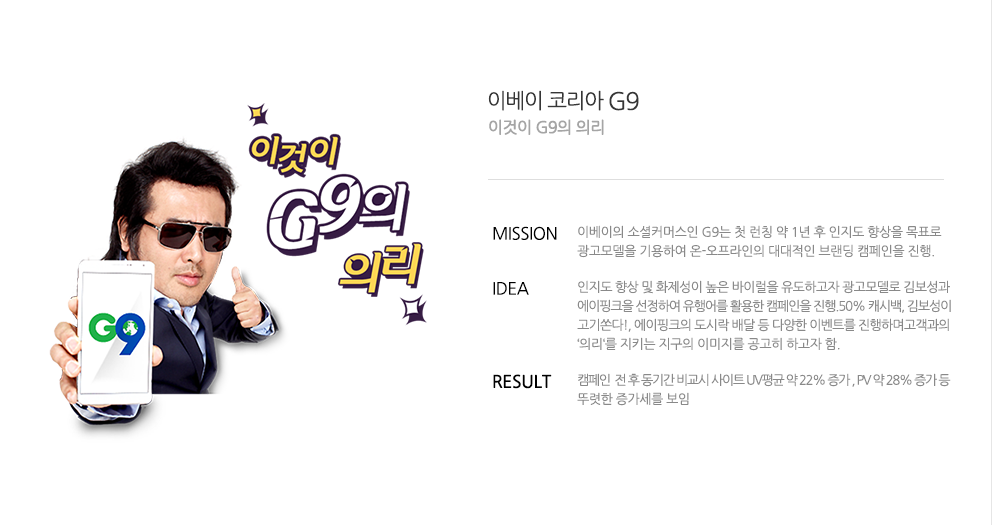 이것이
G9의
의리
G9
이베이 코리아 G9
이것이 G9의 의리
MISSION
이베이의 소셜커머스인 G9는 첫 런칭 약 1년 후 인지도 향상을 목표로
광고모델을 기용하여 온-오프라인의 대대적인 브랜딩 캠페인을 진행.
IDEA
인지도 향상 및 화제성이 높은 바이럴을 유도하고자 광고모델로 김보성과
에이핑크를 선정하여 유행어를 활용한 캠페인을 진행.50% 캐시백, 김보성이
고기쏜다!, 에이핑크의 도시락 배달 등 다양한 이벤트를 진행하며고객과의
'의리'를 지키는 지구의 이미지를 공고히 하고자 함.
RESULT
캠페인 전 후 동기간 비교시 사이트 UV평균 약 22% 증가 , PV 약 28% 증가 등
뚜렷한 증가세를 보임